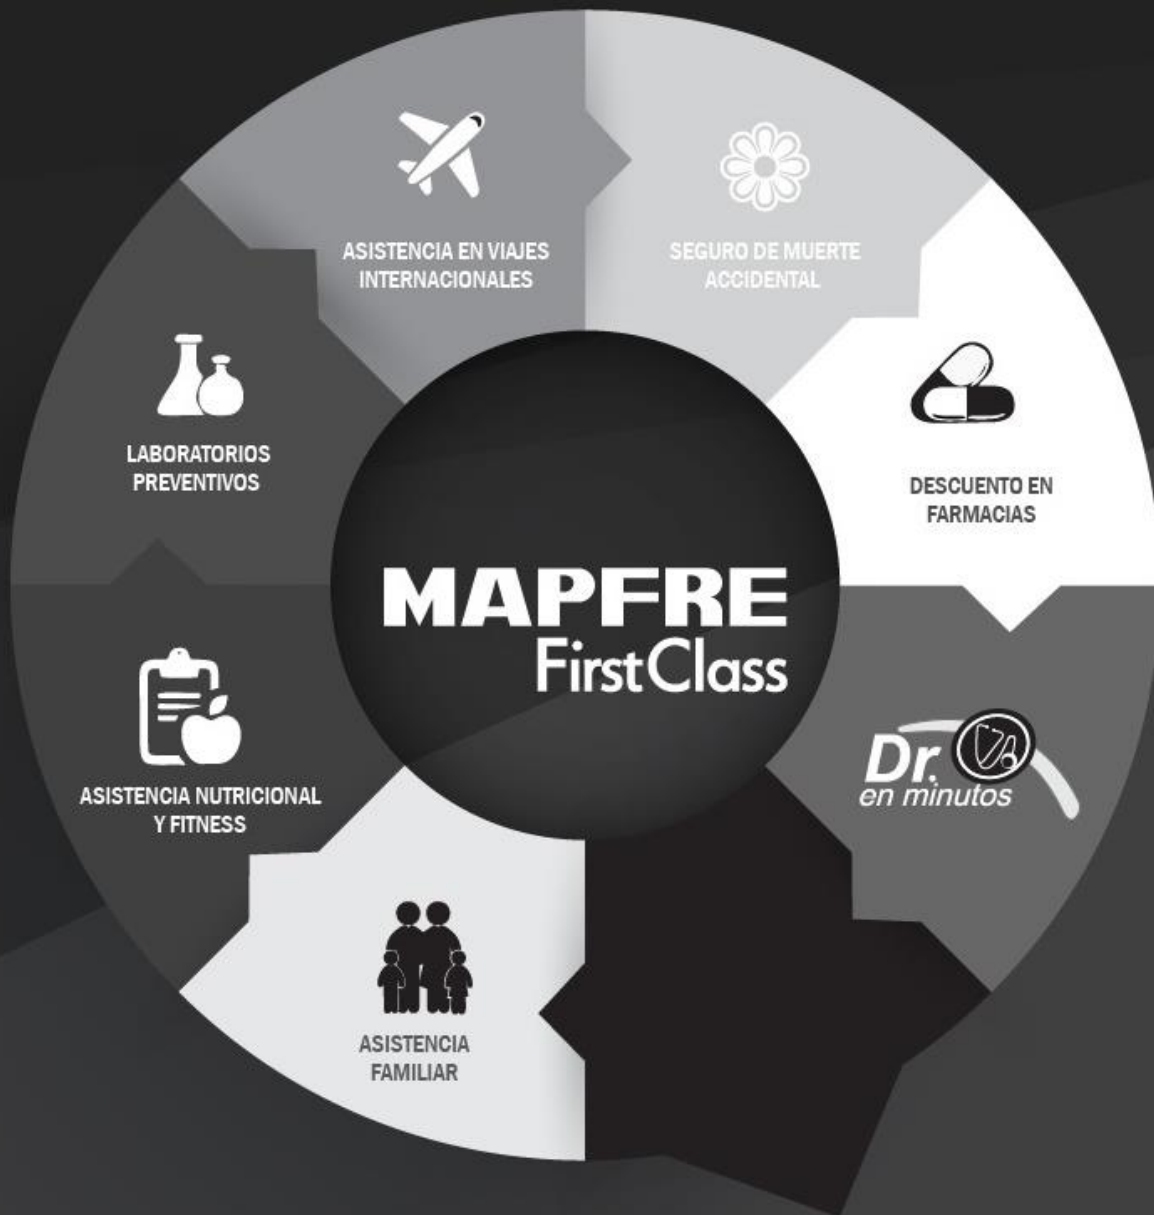 ASISTENCIA EN VIAJES
INTERNACIONALES
SEGURO DE MUERTE
ACCIDENTAL
LABORATORIOS
PREVENTIVOS
DESCUENTO EN
FARMACIAS
MAPFRE
FirstClass
Dr.
en minutos
ASISTENCIA NUTRICIONAL
Y FITNESS
ASISTENCIA
FAMILIAR